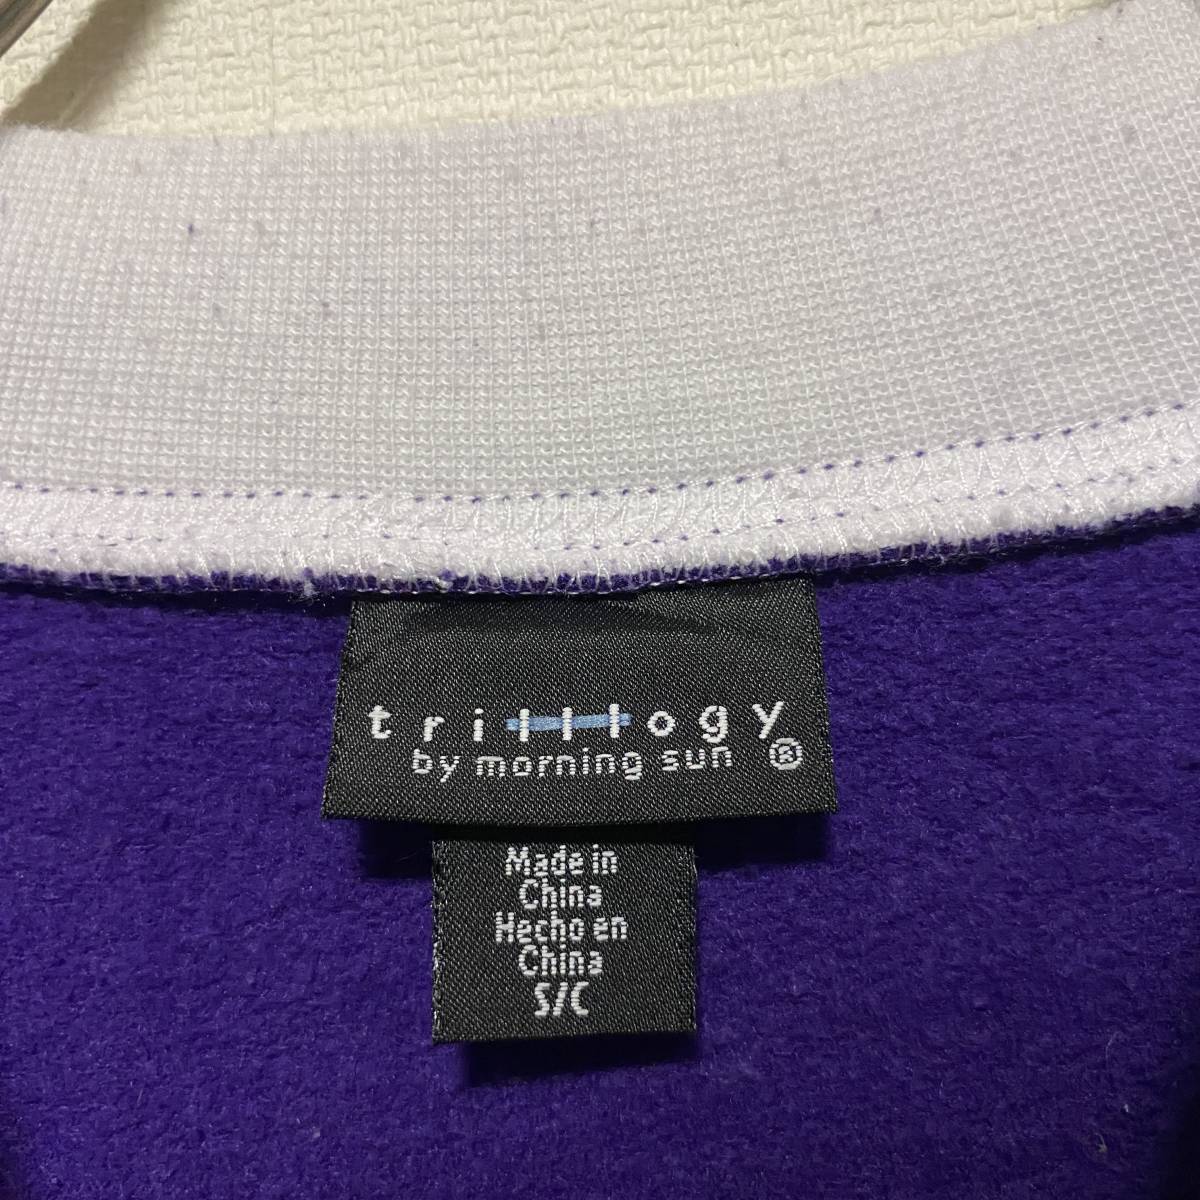 trilllogy
by morning sun ®
Made in
China
Hecho en
China
S/C